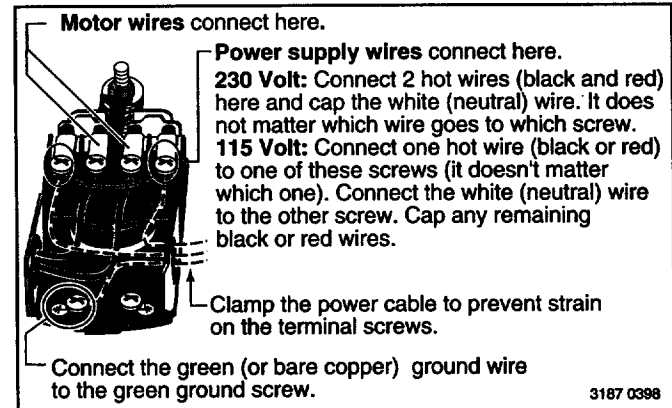 Motor wires connect here.
Power supply wires connect here.
230 Volt: Connect 2 hot wires (black and red)
here and cap the white (neutral) wire. It does
not matter which wire goes to which screw.
115 Volt: Connect one hot wire (black or red)
to one of these screws (it doesn't matter
which one). Connect the white (neutral) wire
to the other screw. Cap any remaining
black or red wires.
Clamp the power cable to prevent strain
on the terminal screws.
Connect the green (or bare copper) ground wire
to the green ground screw.
3187 0398